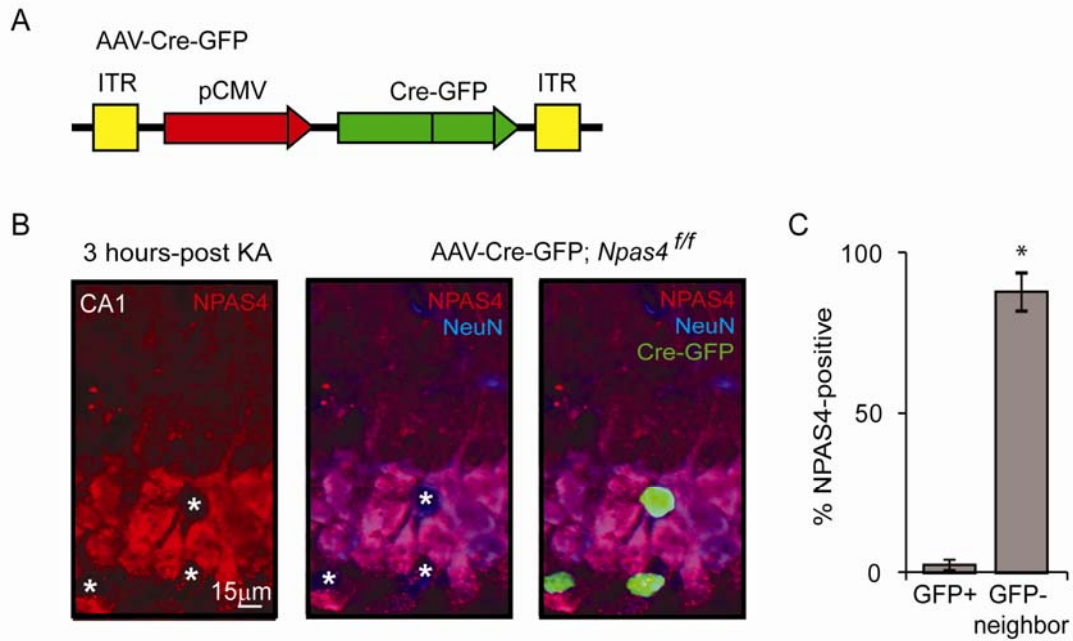 A
AAV-Cre-GFP
ITR
pCMV
Cre-GFP
ITR
B
3 hours-post KA
AAV-Cre-GFP; Npas4 f/f
CA1
NPAS4
*
*
*
15μm
NPAS4
NeuN
*
*
*
NPAS4
NeuN
Cre-GFP
C
% NPAS4-positive
100
50
0
*
GFP+
GFP-
neighbor